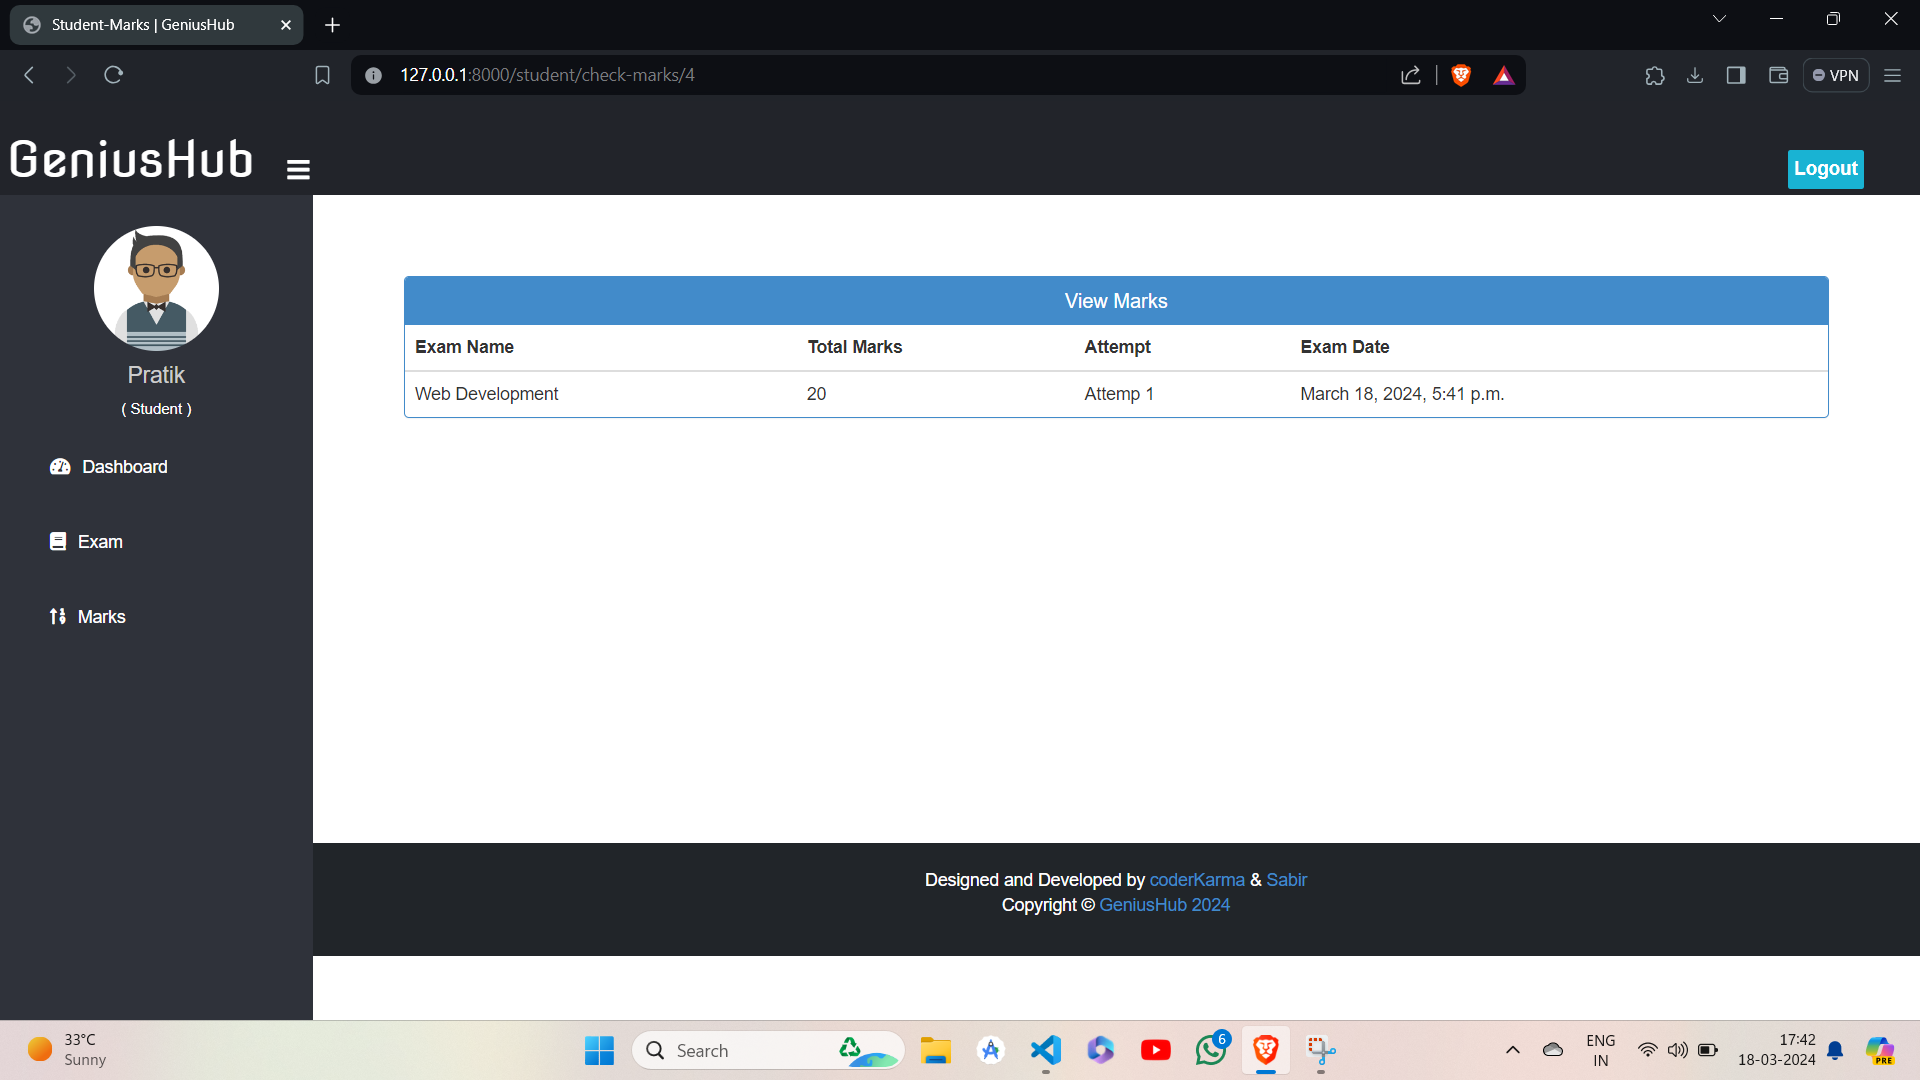 Student-Marks | GeniusHub
127.0.0.1:8000/student/check-marks/4
VPN
GeniusHub
Logout
Pratik
( Student )
Dashboard
Exam
Marks
View Marks
Exam Name Total Marks Attempt Exam Date
Web Development 20 Attemp 1 March 18, 2024, 5:41 p.m.
Designed and Developed by coderKarma & Sabir
Copyright © GeniusHub 2024
33°C
Sunny
Search
6
ENG
IN
17:42
18-03-2024
PRE